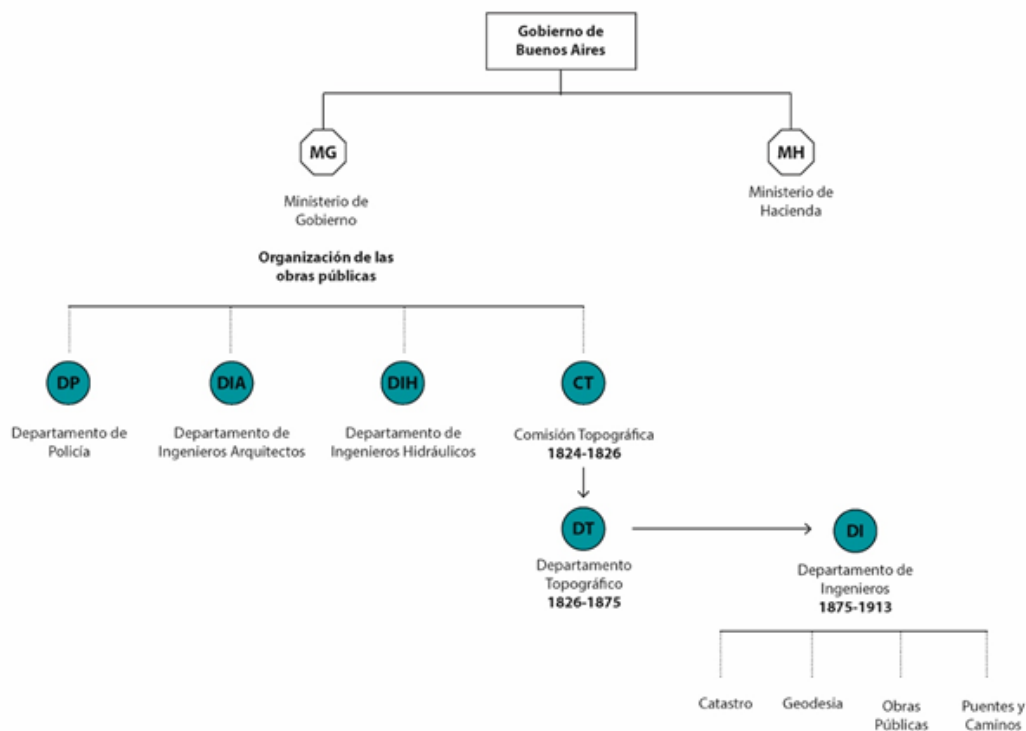 Gobierno de
Buenos Aires
MG
MH
Ministerio de
Gobierno
Ministerio de
Hacienda
Organización de las
obras públicas
DP
DIA
DIH
CT
Departamento de
Policía
Departamento de
Ingenieros Arquitectos
Departamento de
Ingenieros Hidráulicos
Comisión Topográfica
1824-1826
DT
DI
Departamento
Topográfico
1826-1875
Departamento de
Ingenieros
1875-1913
Catastro
Geodesia
Obras
Públicas
Puentes y
Caminos